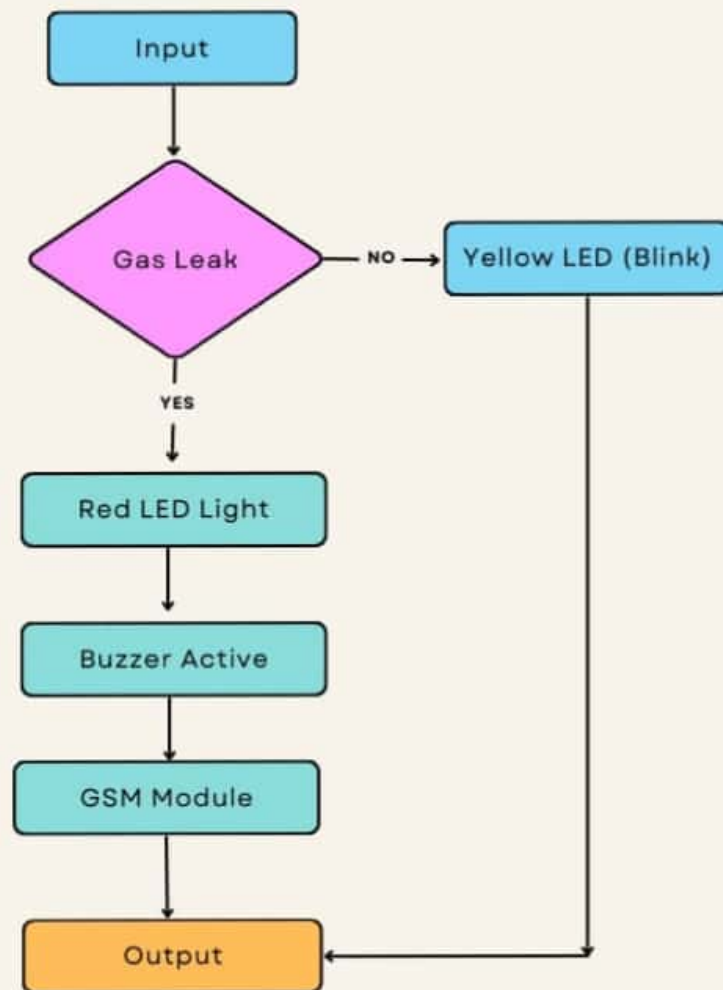 Input
Gas Leak
NO
Yellow LED (Blink)
YES
Red LED Light
Buzzer Active
GSM Module
Output